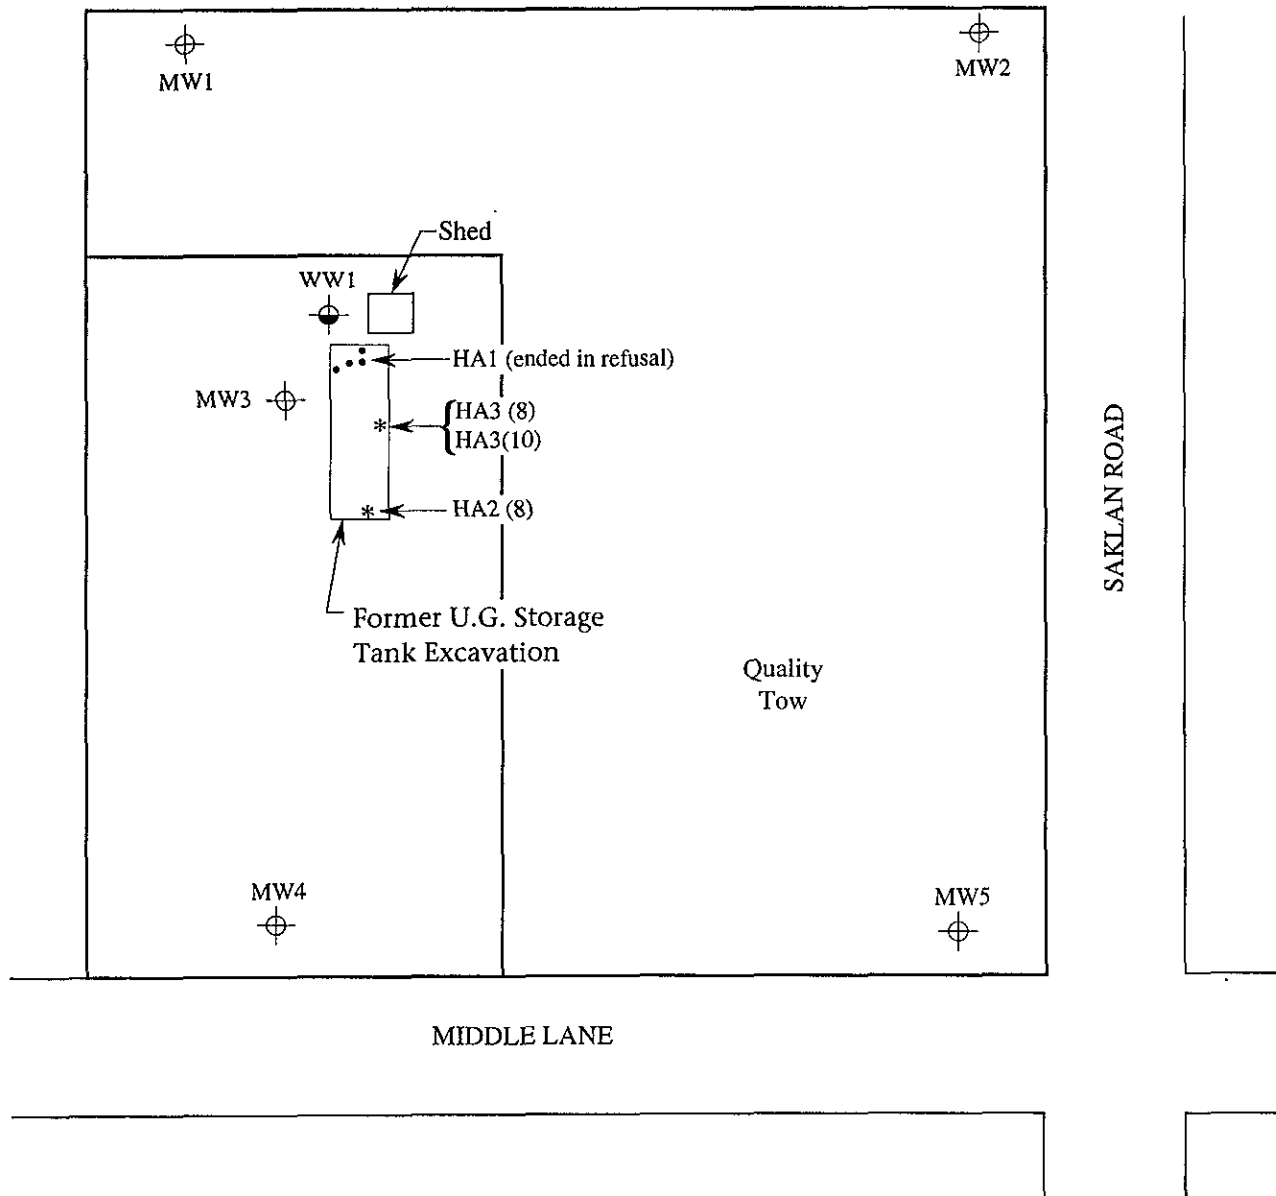 MW1
MW2
Shed
WW1
HA1 (ended in refusal)
MW3
HA3 (8)
HA3(10)
HA2 (8)
SAKLAN ROAD
Former U.G. Storage
Tank Excavation
Quality
Tow
MW4
MW5
MIDDLE LANE